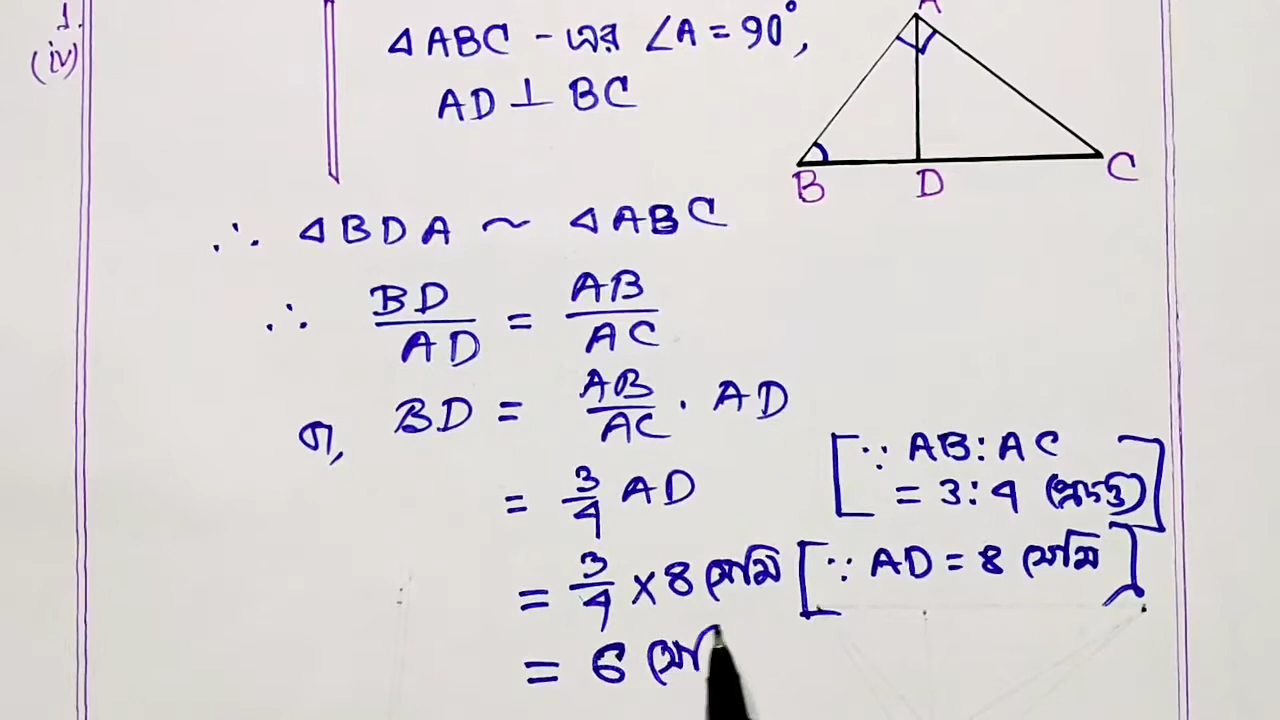 1.
(iv)
△ABC - এর ∠A = 90°,
AD ⊥ BC
A
B D C
∴ △BDA ~ △ABC
∴ BD/AD = AB/AC
বা, BD = AB/AC . AD
= 3/4 AD [∵ AB : AC = 3 : 4 (প্রদত্ত)]
= 3/4 × 8 সেমি [∵ AD = 8 সেমি]
= 6